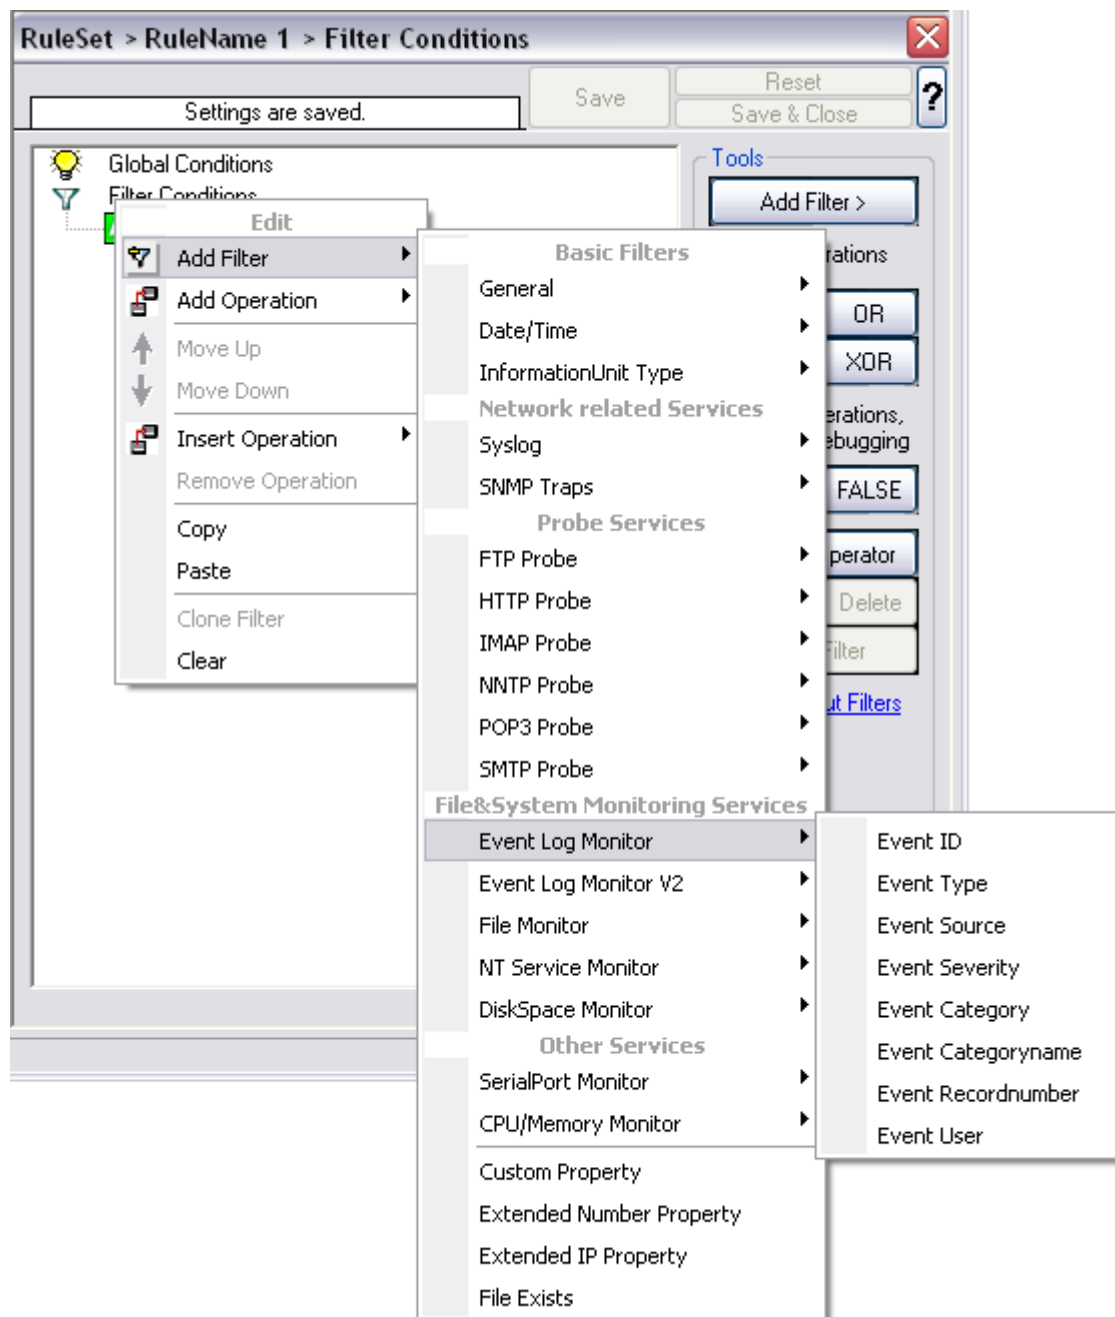 RuleSet > RuleName 1 > Filter Conditions
Settings are saved.
Save
Reset
Save & Close
?
Global Conditions
Filter Conditions
Tools
Add Filter >
rations
OR
XOR
erations,
ebugging
FALSE
perator
Delete
Filter
ut Filters
Edit
Add Filter
Add Operation
Move Up
Move Down
Insert Operation
Remove Operation
Copy
Paste
Clone Filter
Clear
Basic Filters
General
Date/Time
InformationUnit Type
Network related Services
Syslog
SNMP Traps
Probe Services
FTP Probe
HTTP Probe
IMAP Probe
NNTP Probe
POP3 Probe
SMTP Probe
File&System Monitoring Services
Event Log Monitor
Event Log Monitor V2
File Monitor
NT Service Monitor
DiskSpace Monitor
Other Services
SerialPort Monitor
CPU/Memory Monitor
Custom Property
Extended Number Property
Extended IP Property
File Exists
Event ID
Event Type
Event Source
Event Severity
Event Category
Event Categoryname
Event Recordnumber
Event User